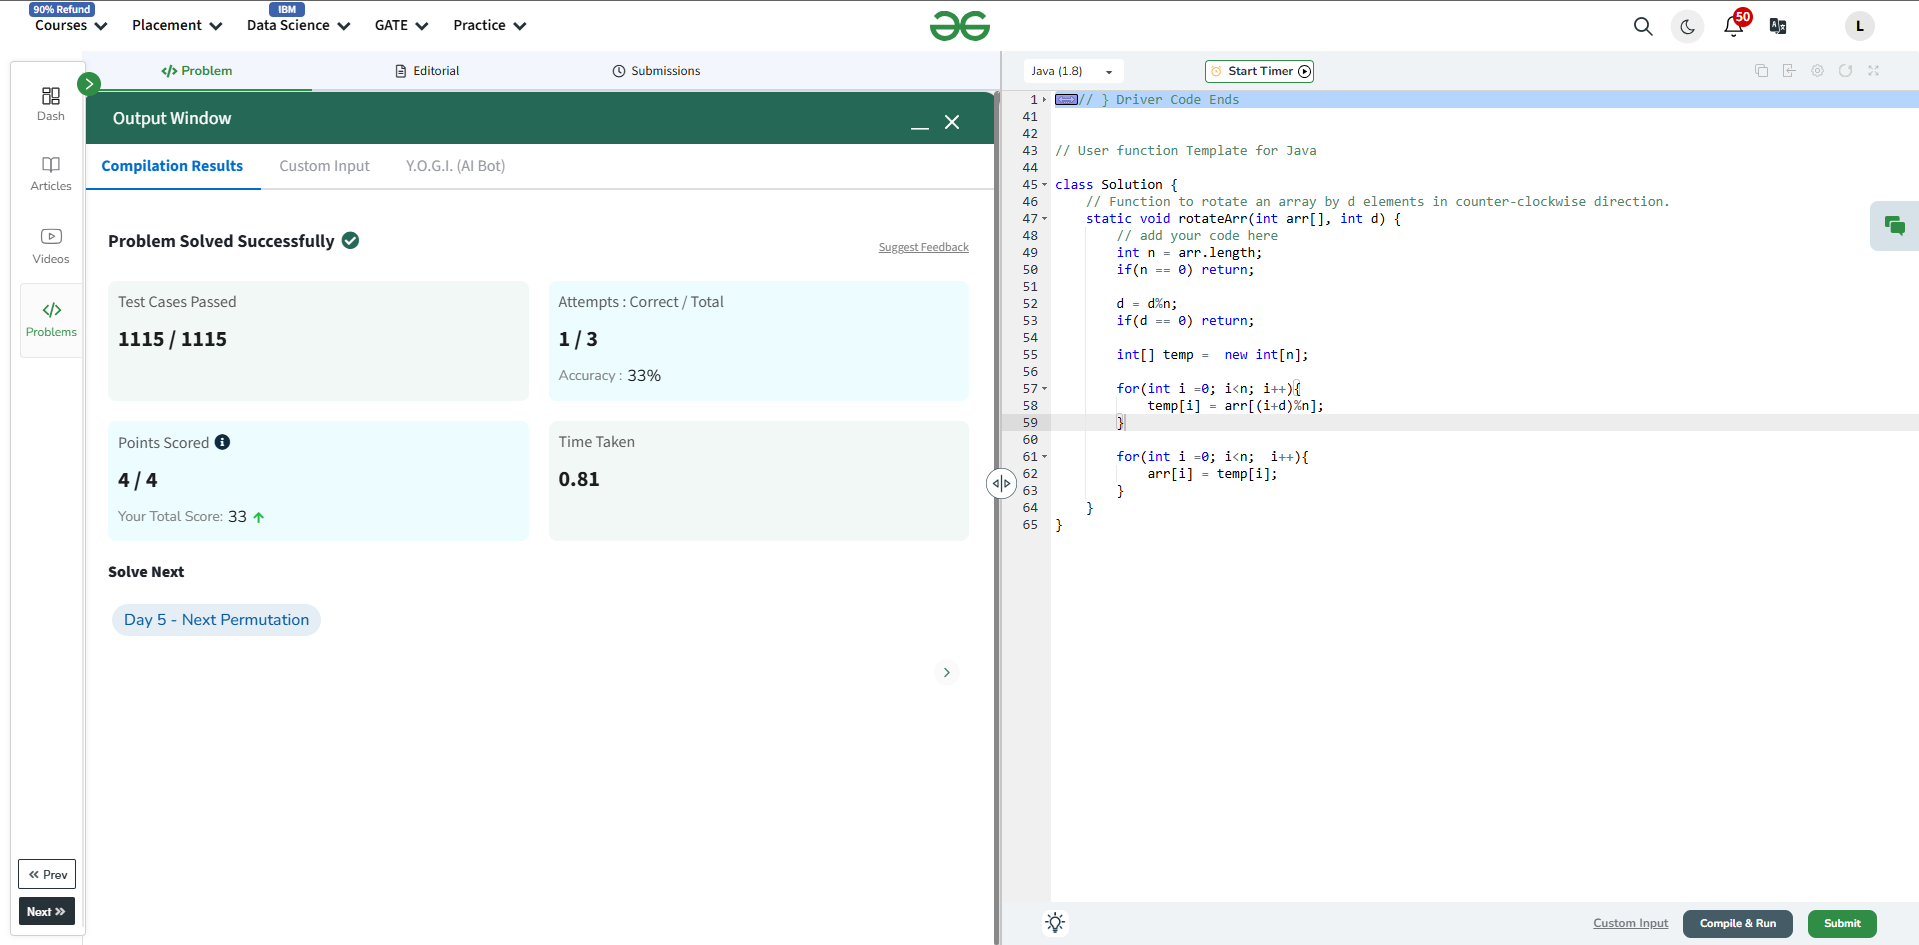 90% Refund
IBM
Courses
Placement
Data Science
GATE
Practice
50
L
Dash
Articles
Videos
</>
Problems
</> Problem
Editorial
Submissions
Output Window
Compilation Results
Custom Input
Y.O.G.I. (AI Bot)
Problem Solved Successfully
Suggest Feedback
Test Cases Passed
1115 / 1115
Attempts : Correct / Total
1 / 3
Accuracy : 33%
Points Scored
4 / 4
Your Total Score: 33
Time Taken
0.81
Solve Next
Day 5 - Next Permutation
« Prev
Next »
Java (1.8)
Start Timer
1 // } Driver Code Ends
41
42
43 // User function Template for Java
44
45 class Solution {
46 // Function to rotate an array by d elements in counter-clockwise direction.
47 static void rotateArr(int arr[], int d) {
48 // add your code here
49 int n = arr.length;
50 if(n == 0) return;
51
52 d = d%n;
53 if(d == 0) return;
54
55 int[] temp =  new int[n];
56
57 for(int i =0; i<n; i++){
58 temp[i] = arr[(i+d)%n];
59 }
60
61 for(int i =0; i<n;  i++){
62 arr[i] = temp[i];
63 }
64 }
65 }
Custom Input
Compile & Run
Submit